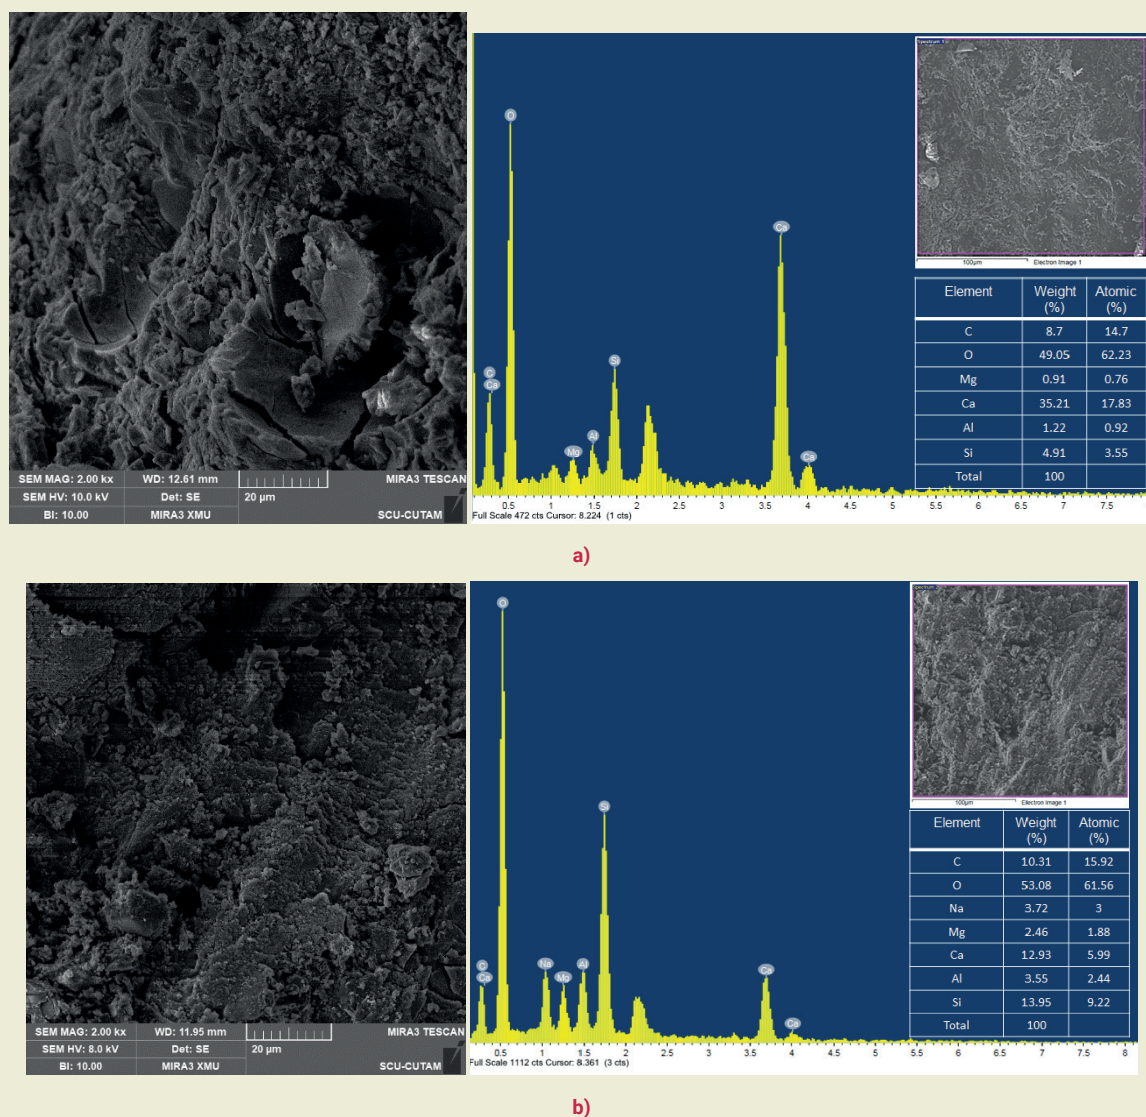 SEM MAG: 2.00 kx WD: 12.61 mm MIRA3 TESCAN
SEM HV: 10.0 kV Det: SE 20 µm
BI: 10.00 MIRA3 XMU SCU-CUTAM
O
Ca
Si
C
Ca
Al
Mg
Ca
0.5 1 1.5 2 2.5 3 3.5 4 4.5 5 5.5 6 6.5 7 7.5
Full Scale 472 cts Cursor: 8.224 (1 cts)
Spectrum 1
100µm Electron Image 1
Element Weight (%) Atomic (%)
C 8.7 14.7
O 49.05 62.23
Mg 0.91 0.76
Ca 35.21 17.83
Al 1.22 0.92
Si 4.91 3.55
Total 100
a)
SEM MAG: 2.00 kx WD: 11.95 mm MIRA3 TESCAN
SEM HV: 8.0 kV Det: SE 20 µm
BI: 10.00 MIRA3 XMU SCU-CUTAM
O
Si
C
Ca
Na
Mg
Al
Ca
Ca
0.5 1 1.5 2 2.5 3 3.5 4 4.5 5 5.5 6 6.5 7 7.5 8
Full Scale 1112 cts Cursor: 8.361 (3 cts)
100µm Electron Image 1
Element Weight (%) Atomic (%)
C 10.31 15.92
O 53.08 61.56
Na 3.72 3
Mg 2.46 1.88
Ca 12.93 5.99
Al 3.55 2.44
Si 13.95 9.22
Total 100
b)